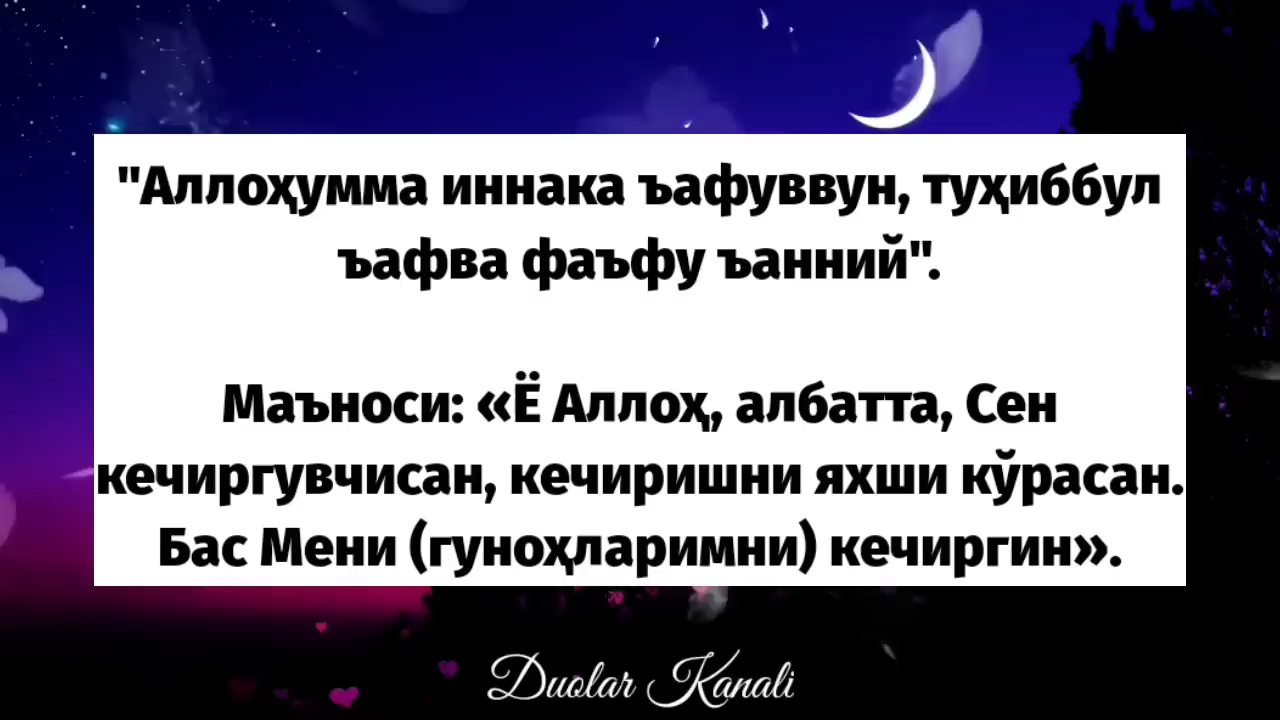 "Аллоҳумма иннака ъафуввун, туҳиббул
ъафва фаъфу ъанний".
Маъноси: «Ё Аллоҳ, албатта, Сен
кечиргувчисан, кечиришни яхши кўрасан.
Бас Мени (гуноҳларимни) кечиргин».
Duolar Kanali